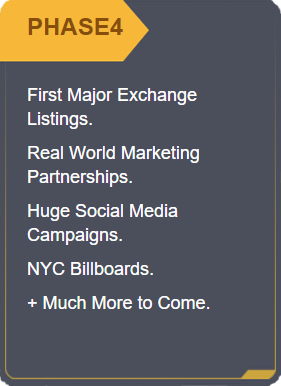 PHASE4
First Major Exchange
Listings.
Real World Marketing
Partnerships.
Huge Social Media
Campaigns.
NYC Billboards.
+ Much More to Come.